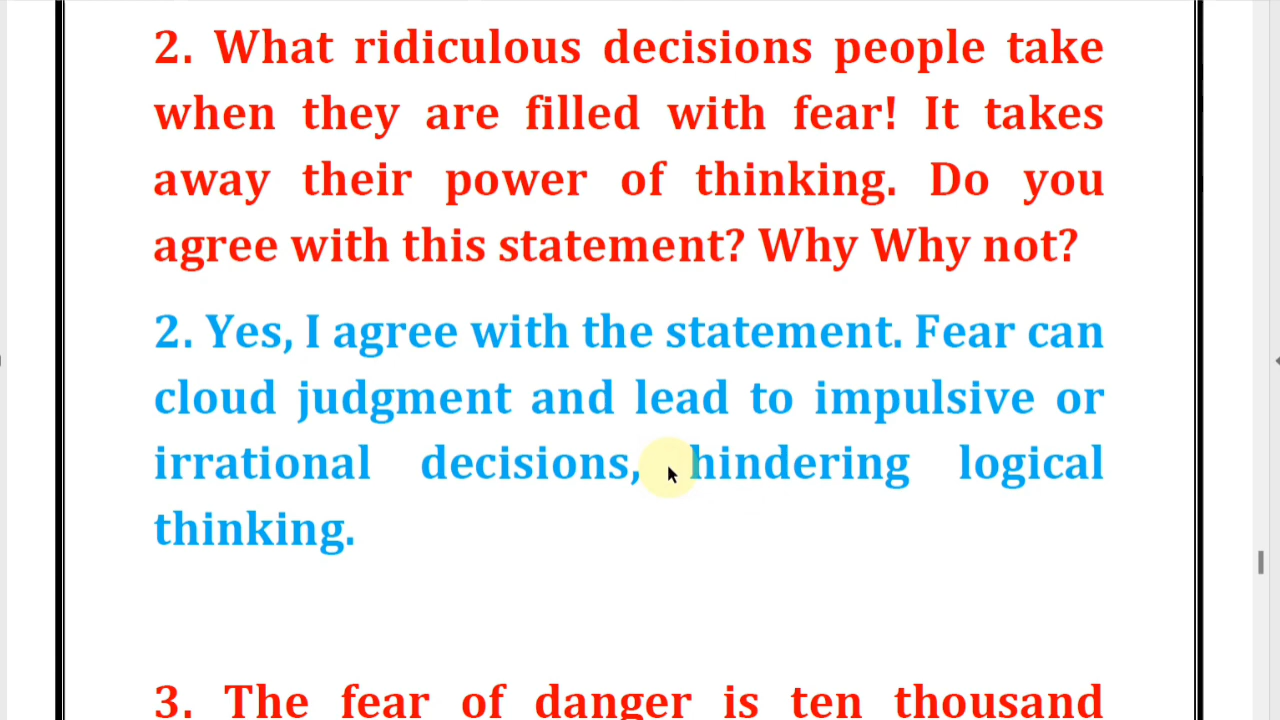 2. What ridiculous decisions people take
when they are filled with fear! It takes
away their power of thinking. Do you
agree with this statement? Why Why not?
2. Yes, I agree with the statement. Fear can
cloud judgment and lead to impulsive or
irrational decisions, hindering logical
thinking.
3. The fear of danger is ten thousand